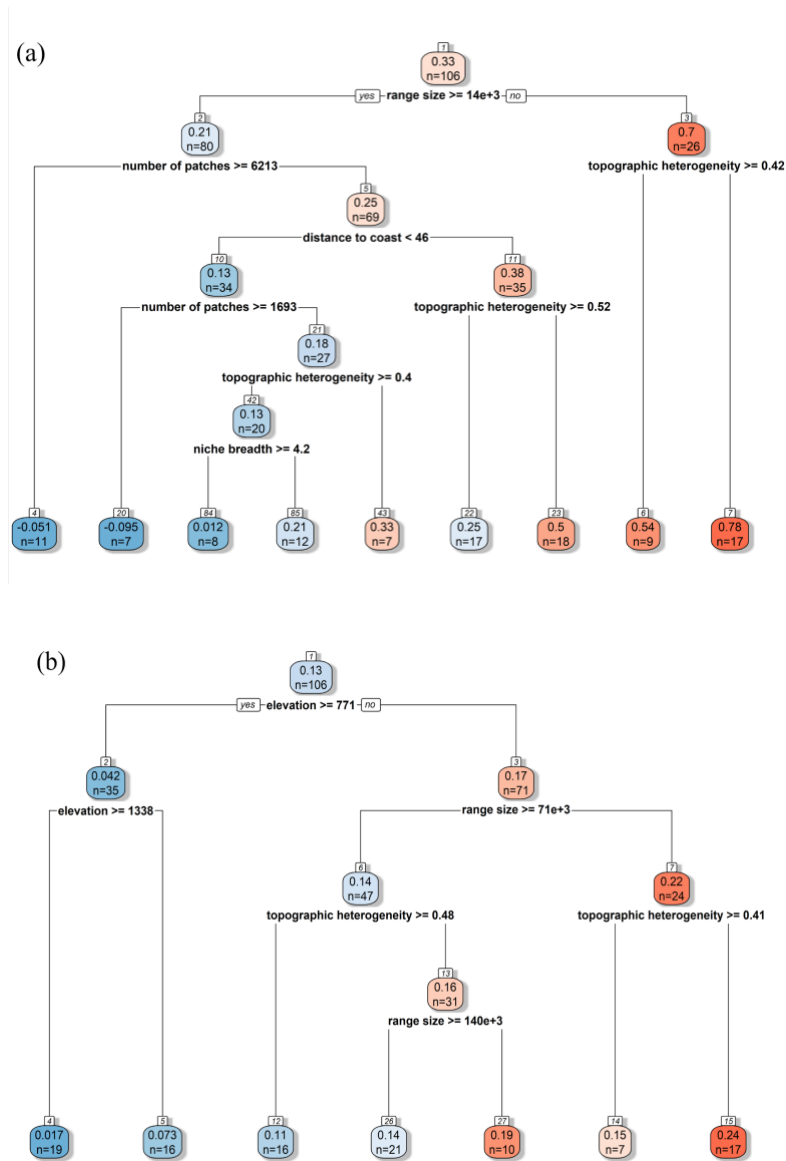 (a)
1
0.33
n=106
yes range size >= 14e+3 no
2
0.21
n=80
3
0.7
n=26
number of patches >= 6213
topographic heterogeneity >= 0.42
5
0.25
n=69
distance to coast < 46
10
0.13
n=34
11
0.38
n=35
number of patches >= 1693
topographic heterogeneity >= 0.52
21
0.18
n=27
topographic heterogeneity >= 0.4
42
0.13
n=20
niche breadth >= 4.2
4
-0.051
n=11
20
-0.095
n=7
84
0.012
n=8
85
0.21
n=12
43
0.33
n=7
22
0.25
n=17
23
0.5
n=18
6
0.54
n=9
7
0.78
n=17
(b)
1
0.13
n=106
yes elevation >= 771 no
2
0.042
n=35
3
0.17
n=71
elevation >= 1338
range size >= 71e+3
6
0.14
n=47
7
0.22
n=24
topographic heterogeneity >= 0.48
topographic heterogeneity >= 0.41
13
0.16
n=31
range size >= 140e+3
4
0.017
n=19
5
0.073
n=16
12
0.11
n=16
26
0.14
n=21
27
0.19
n=10
14
0.15
n=7
15
0.24
n=17